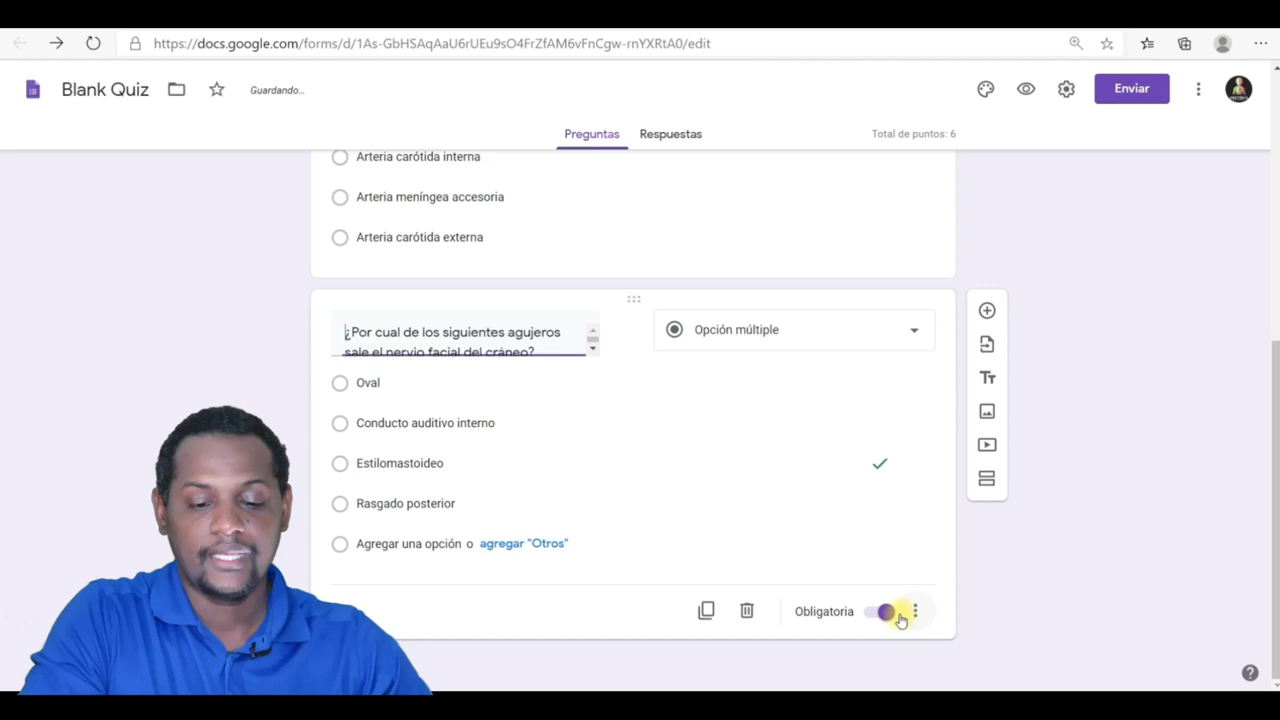 https://docs.google.com/forms/d/1As-GbHSAqAaU6rUEu9sO4FrZfAM6vFnCgw-rnYXRtA0/edit
Blank Quiz
Guardando...
Enviar
Preguntas
Respuestas
Total de puntos: 6
Arteria carótida interna
Arteria meníngea accesoria
Arteria carótida externa
¿Por cual de los siguientes agujeros
sale el nervio facial del cráneo?
Opción múltiple
Oval
Conducto auditivo interno
Estilomastoideo
Rasgado posterior
Agregar una opción o agregar "Otros"
Obligatoria